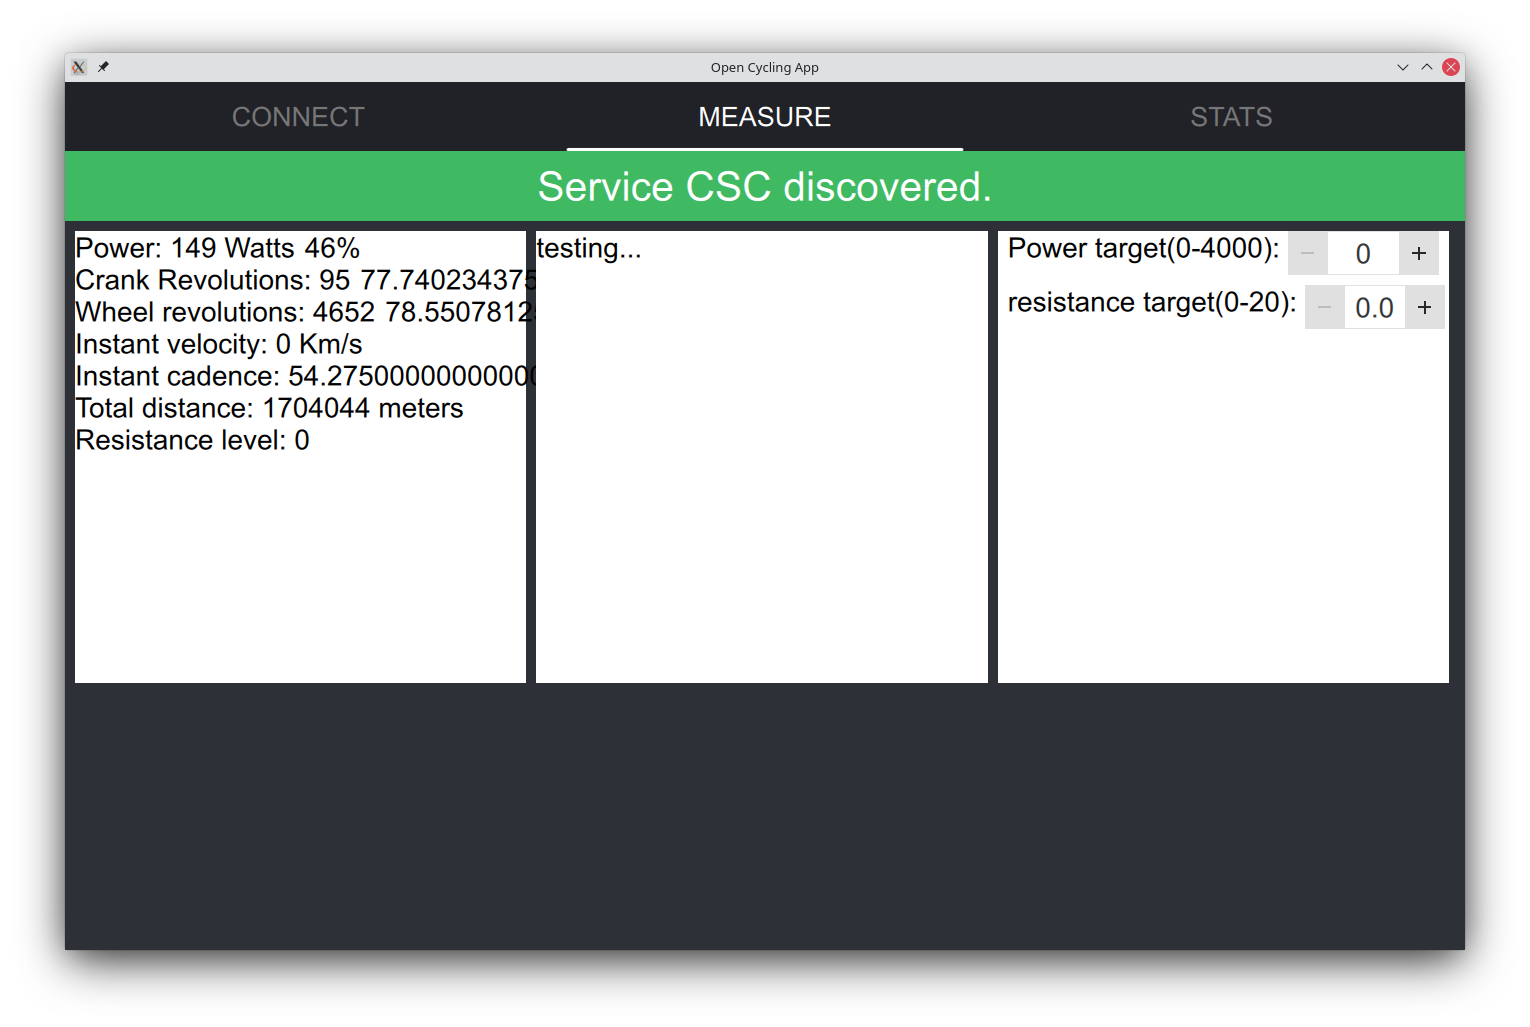 Open Cycling App
CONNECT
MEASURE
STATS
Service CSC discovered.
Power: 149 Watts 46%
Crank Revolutions: 95 77.740234375
Wheel revolutions: 4652 78.5507812
Instant velocity: 0 Km/s
Instant cadence: 54.2750000000000
Total distance: 1704044 meters
Resistance level: 0
testing...
Power target(0-4000): − 0 +
resistance target(0-20): − 0.0 +